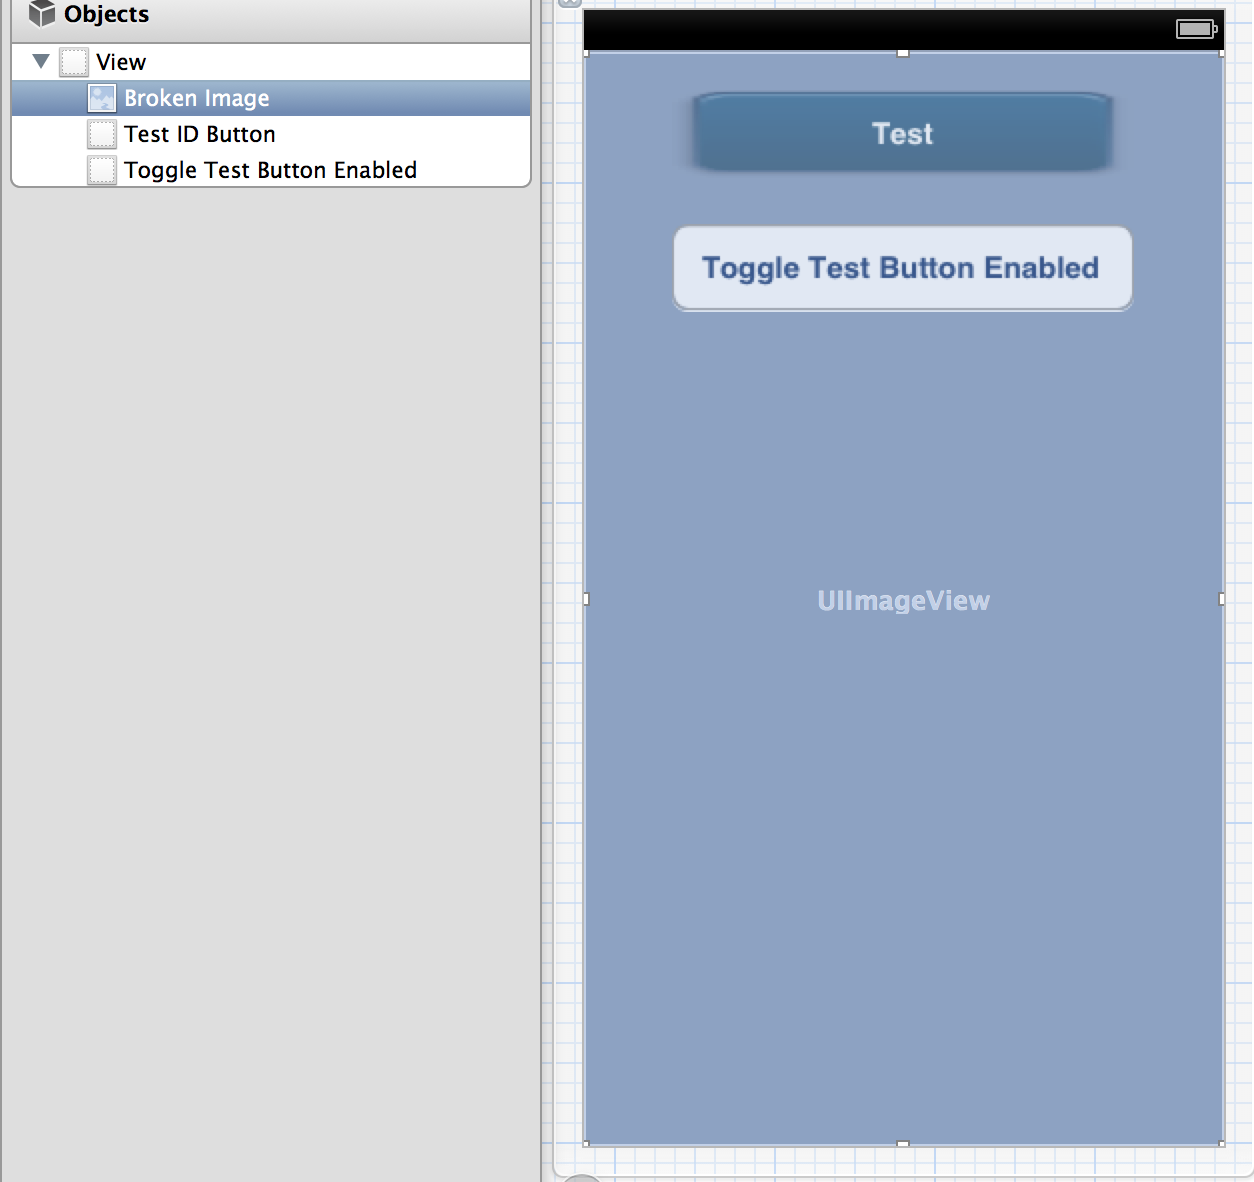 Objects
View
Broken Image
Test ID Button
Toggle Test Button Enabled
Test
Toggle Test Button Enabled
UIImageView